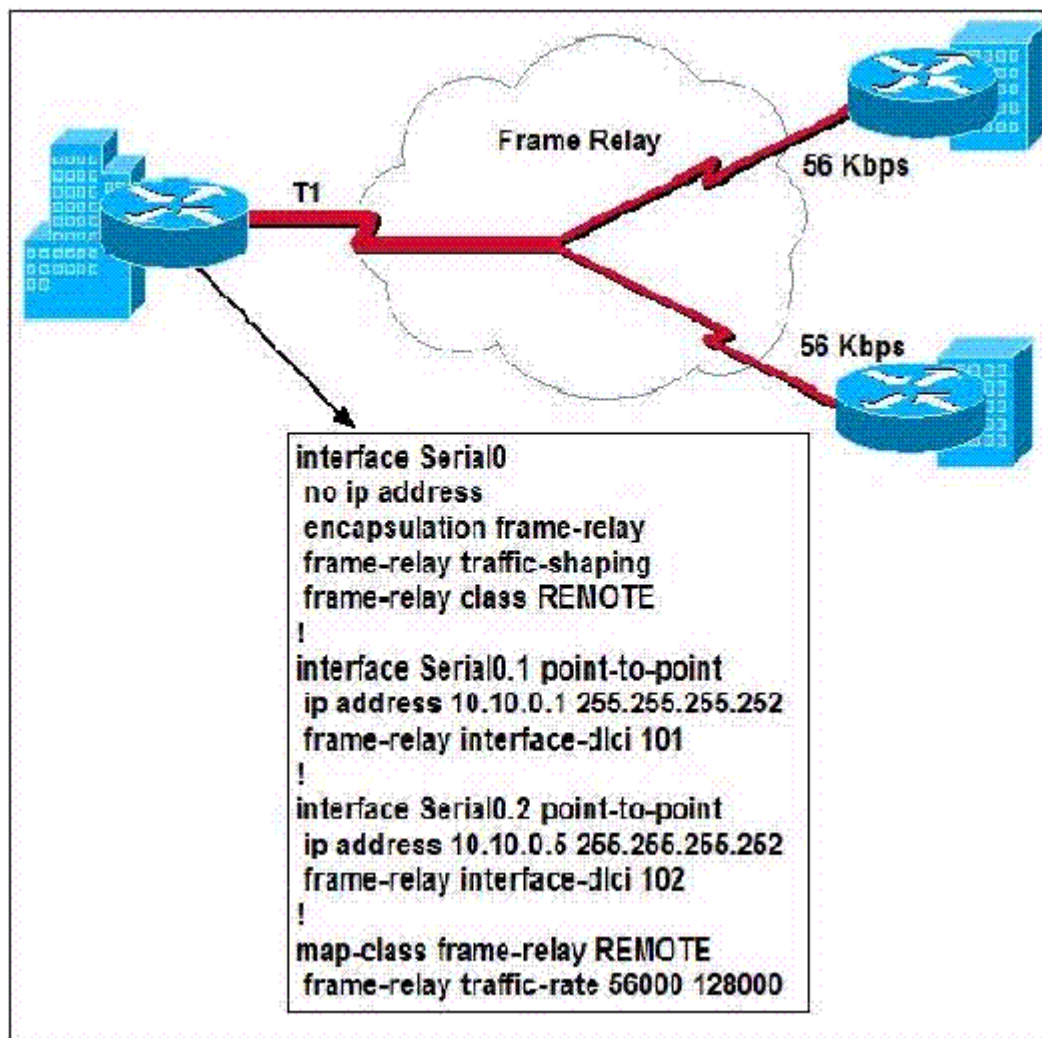 Frame Relay
56 Kbps
T1
56 Kbps
interface Serial0
no ip address
encapsulation frame-relay
frame-relay traffic-shaping
frame-relay class REMOTE
!
interface Serial0.1 point-to-point
ip address 10.10.0.1 255.255.255.252
frame-relay interface-dlci 101
!
interface Serial0.2 point-to-point
ip address 10.10.0.5 255.255.255.252
frame-relay interface-dlci 102
!
map-class frame-relay REMOTE
frame-relay traffic-rate 56000 128000